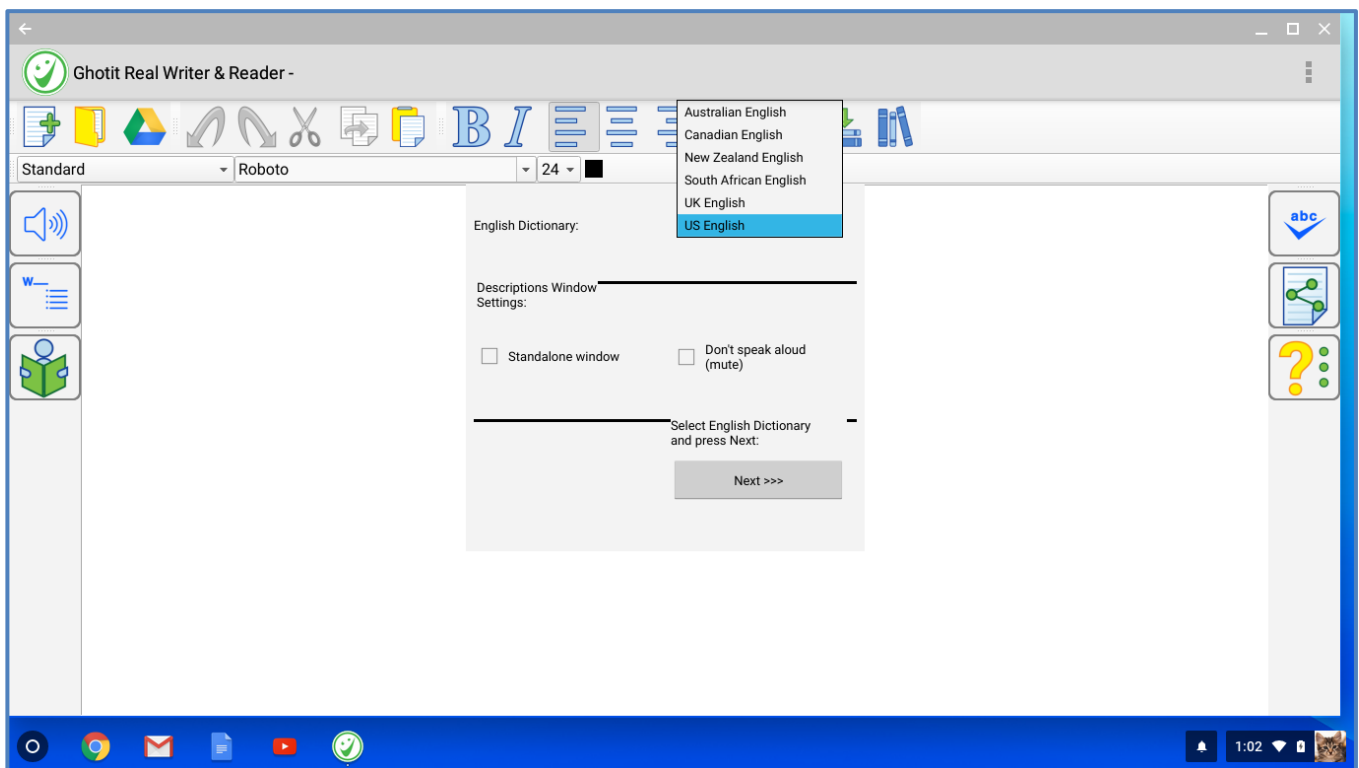 Ghotit Real Writer & Reader -
B I
Standard Roboto 24
Australian English
Canadian English
New Zealand English
South African English
UK English
US English
English Dictionary:
Descriptions Window
Settings:
Standalone window
Don't speak aloud
(mute)
Select English Dictionary
and press Next:
Next >>>
W
abc
?
1:02